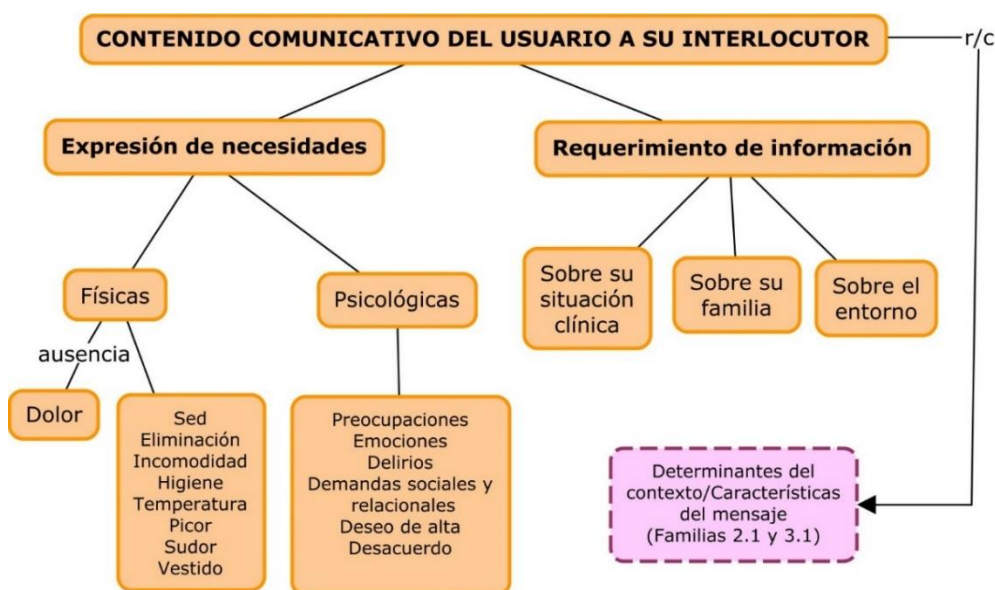 CONTENIDO COMUNICATIVO DEL USUARIO A SU INTERLOCUTOR
r/c
Expresión de necesidades
Requerimiento de información
Físicas
Psicológicas
Sobre su
situación
clínica
Sobre su
familia
Sobre el
entorno
ausencia
Dolor
Sed
Eliminación
Incomodidad
Higiene
Temperatura
Picor
Sudor
Vestido
Preocupaciones
Emociones
Delirios
Demandas sociales y
relacionales
Deseo de alta
Desacuerdo
Determinantes del
contexto/Características
del mensaje
(Familias 2.1 y 3.1)